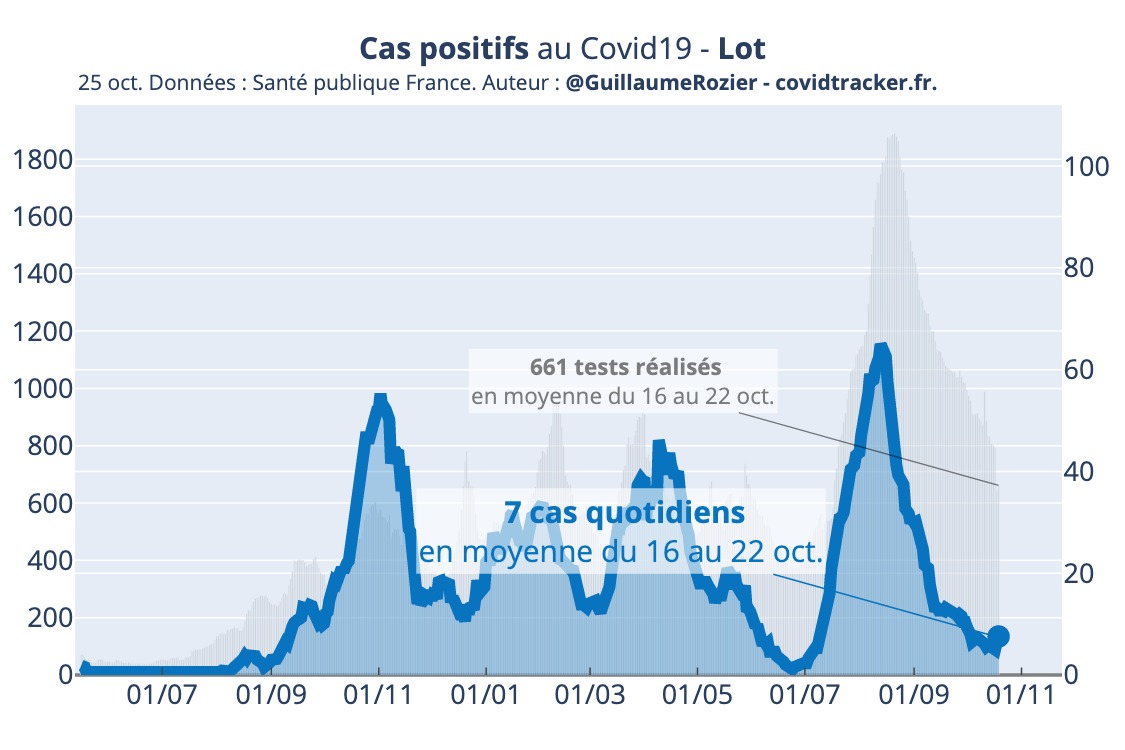 Cas positifs au Covid19 - Lot
25 oct. Données : Santé publique France. Auteur : @GuillaumeRozier - covidtracker.fr.
1800
1600
1400
1200
1000
800
600
400
200
0
100
80
60
40
20
0
661 tests réalisés
en moyenne du 16 au 22 oct.
7 cas quotidiens
en moyenne du 16 au 22 oct.
01/07 01/09 01/11 01/01 01/03 01/05 01/07 01/09 01/11